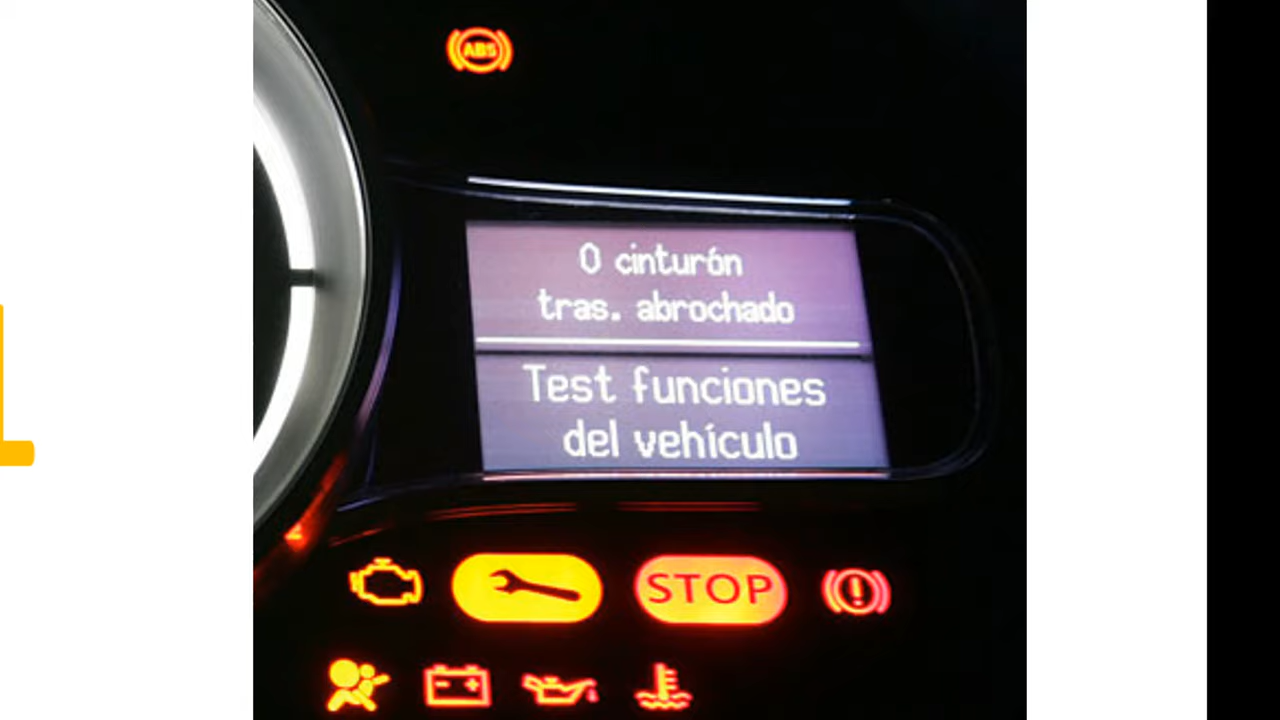 ABS
0 cinturón
tras. abrochado
Test funciones
del vehículo
STOP